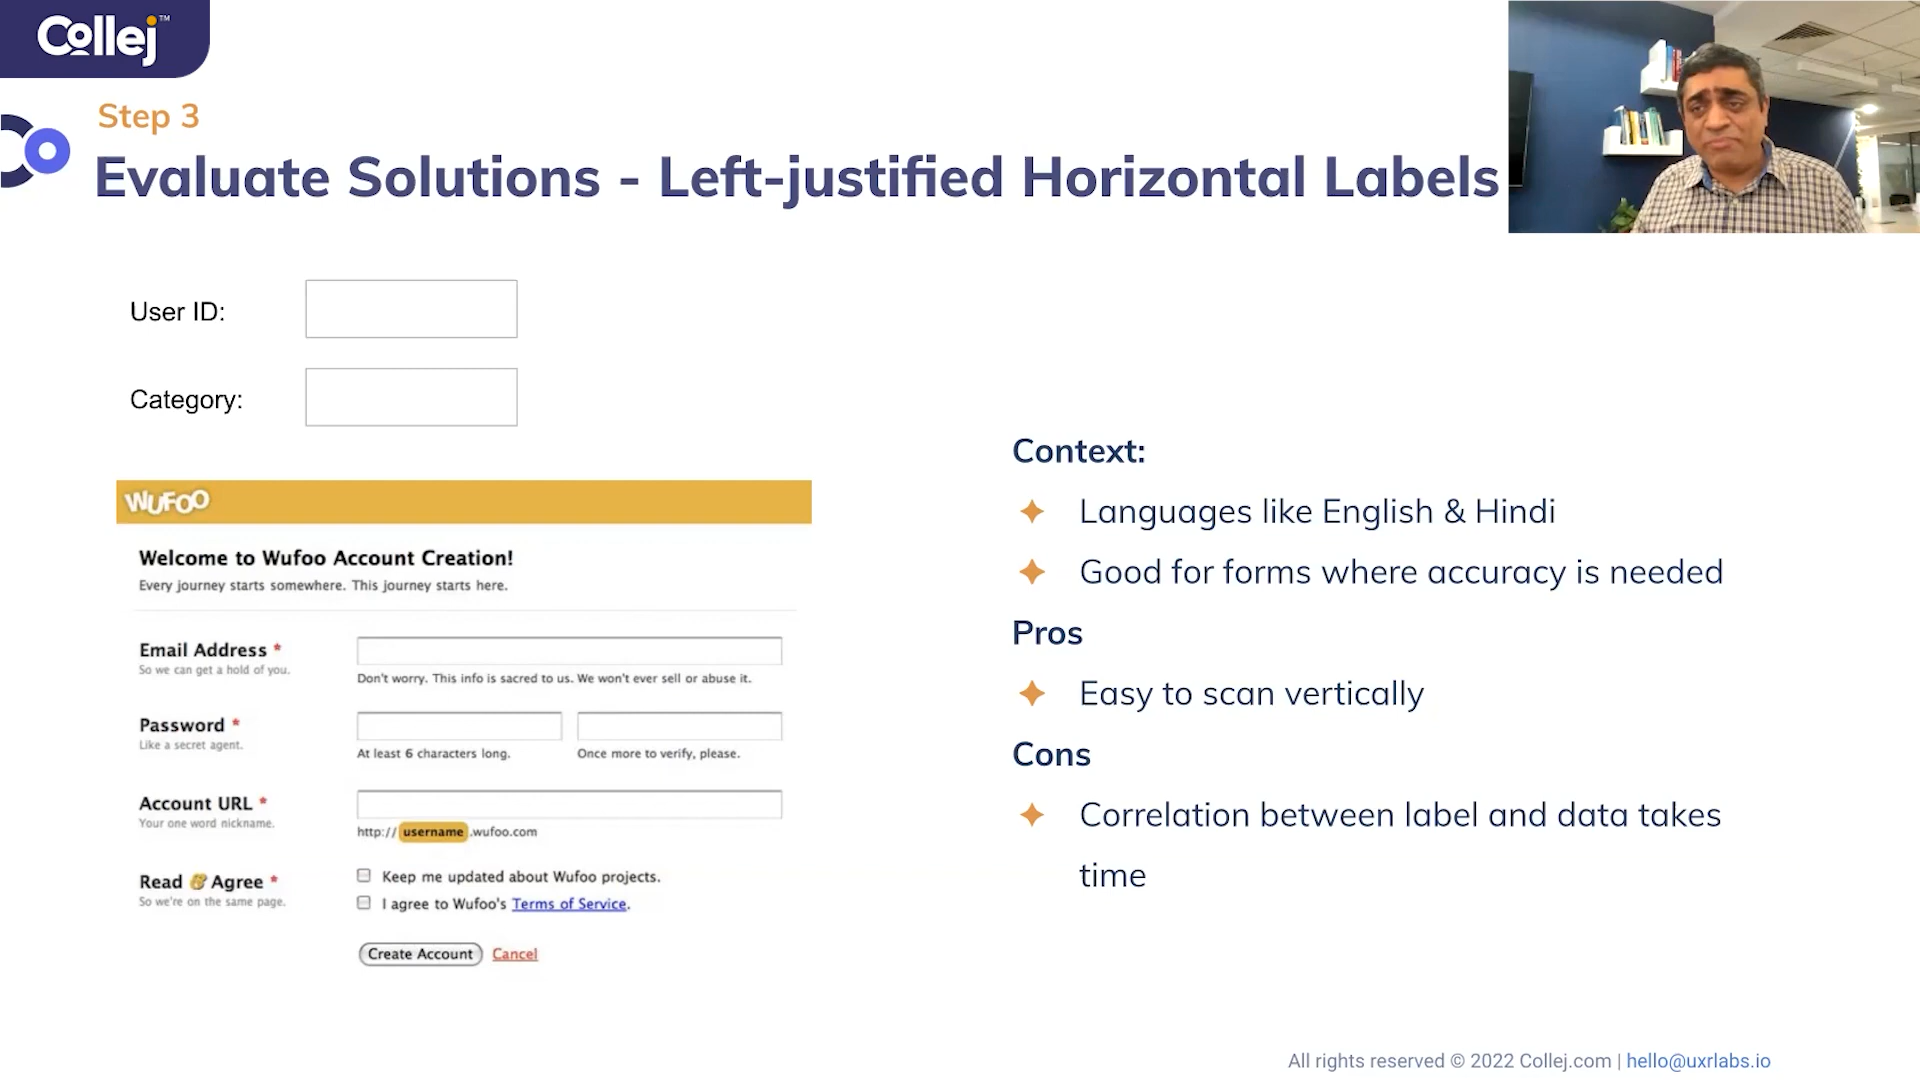 Collej™
Step 3
Evaluate Solutions - Left-justified Horizontal Labels
User ID:
Category:
WUFOO
Welcome to Wufoo Account Creation!
Every journey starts somewhere. This journey starts here.
Email Address *
So we can get a hold of you.
Don't worry. This info is sacred to us. We won't ever sell or abuse it.
Password *
Like a secret agent.
At least 6 characters long.
Once more to verify, please.
Account URL *
Your one word nickname.
http:// username .wufoo.com
Read Agree *
So we're on the same page.
Keep me updated about Wufoo projects.
I agree to Wufoo's Terms of Service.
Create Account Cancel
Context:
Languages like English & Hindi
Good for forms where accuracy is needed
Pros
Easy to scan vertically
Cons
Correlation between label and data takes
time
All rights reserved © 2022 Collej.com | hello@uxrlabs.io